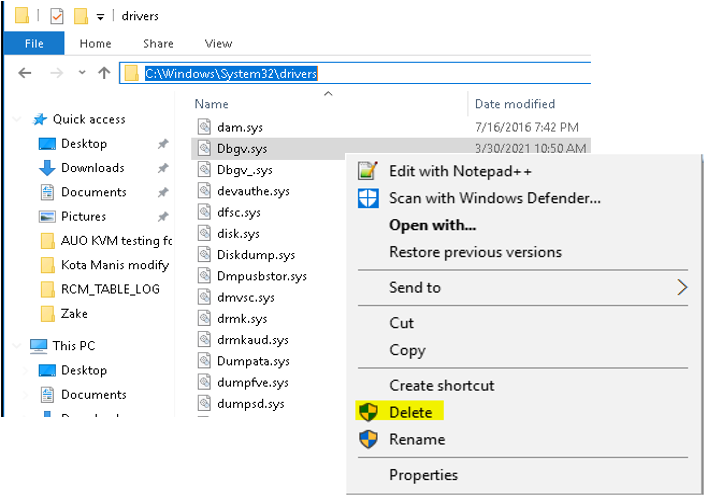 drivers
File Home Share View
C:\Windows\System32\drivers
Name Date modified
Quick access
Desktop
Downloads
Documents
Pictures
AUO KVM testing fo
Kota Manis modify
RCM_TABLE_LOG
Zake
This PC
Desktop
Documents
dam.sys 7/16/2016 7:42 PM
Dbgv.sys 3/30/2021 10:50 AM
Dbgv_.sys
devauthe.sys
dfsc.sys
disk.sys
Diskdump.sys
Dmpusbstor.sys
dmvsc.sys
drmk.sys
drmkaud.sys
Dumpata.sys
dumpfve.sys
dumpsd.sys
Edit with Notepad++
Scan with Windows Defender...
Open with...
Restore previous versions
Send to
Cut
Copy
Create shortcut
Delete
Rename
Properties